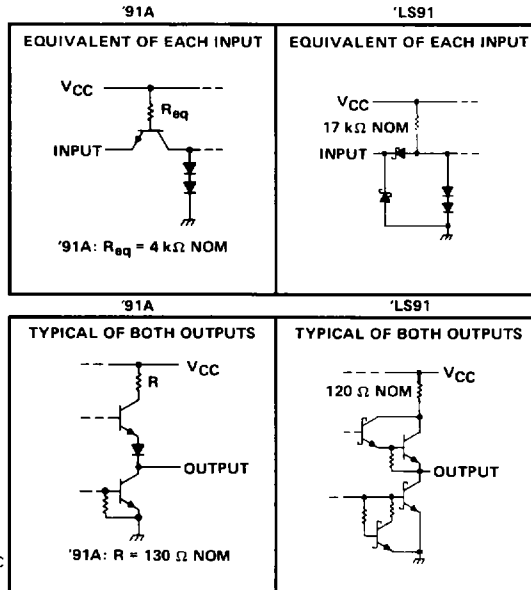 '91A
'LS91
EQUIVALENT OF EACH INPUT
EQUIVALENT OF EACH INPUT
VCC
Req
INPUT
'91A: Req = 4 kΩ NOM
VCC
17 kΩ NOM
INPUT
'91A
'LS91
TYPICAL OF BOTH OUTPUTS
TYPICAL OF BOTH OUTPUTS
VCC
R
OUTPUT
'91A: R = 130 Ω NOM
VCC
120 Ω NOM
OUTPUT
C